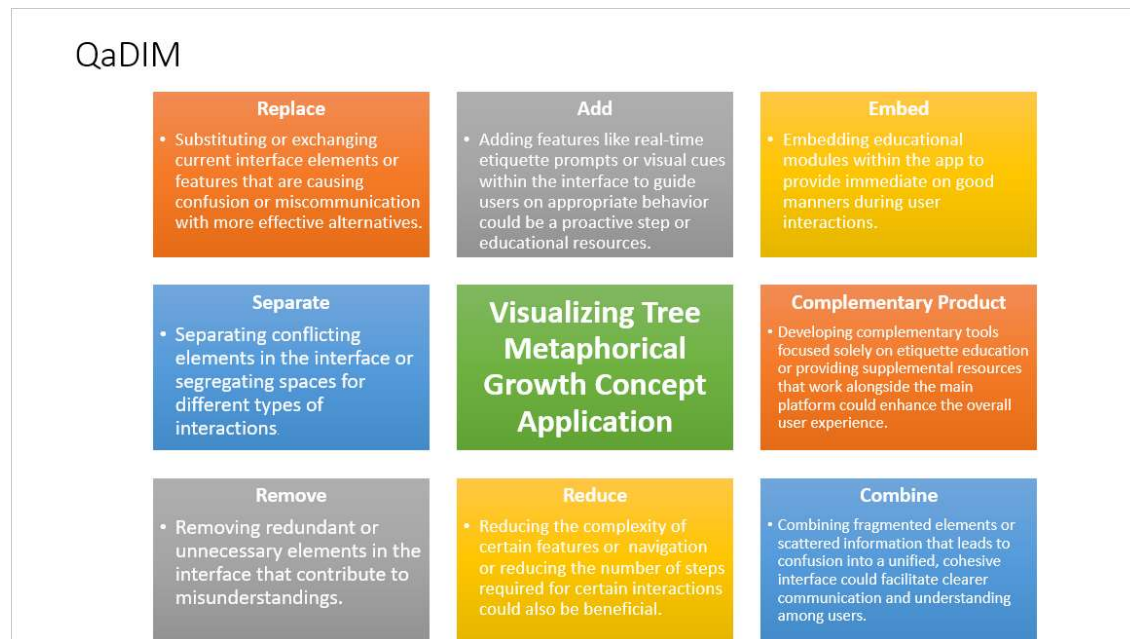 QaDIM
Replace
• Substituting or exchanging
current interface elements or
features that are causing
confusion or miscommunication
with more effective alternatives.
Add
• Adding features like real-time
etiquette prompts or visual cues
within the interface to guide
users on appropriate behavior
could be a proactive step or
educational resources.
Embed
• Embedding educational
modules within the app to
provide immediate on good
manners during user
interactions.
Separate
• Separating conflicting
elements in the interface or
segregating spaces for
different types of
interactions.
Visualizing Tree
Metaphorical
Growth Concept
Application
Complementary Product
• Developing complementary tools
focused solely on etiquette education
or providing supplemental resources
that work alongside the main
platform could enhance the overall
user experience.
Remove
• Removing redundant or
unnecessary elements in the
interface that contribute to
misunderstandings.
Reduce
• Reducing the complexity of
certain features or navigation
or reducing the number of steps
required for certain interactions
could also be beneficial.
Combine
• Combining fragmented elements or
scattered information that leads to
confusion into a unified, cohesive
interface could facilitate clearer
communication and understanding
among users.